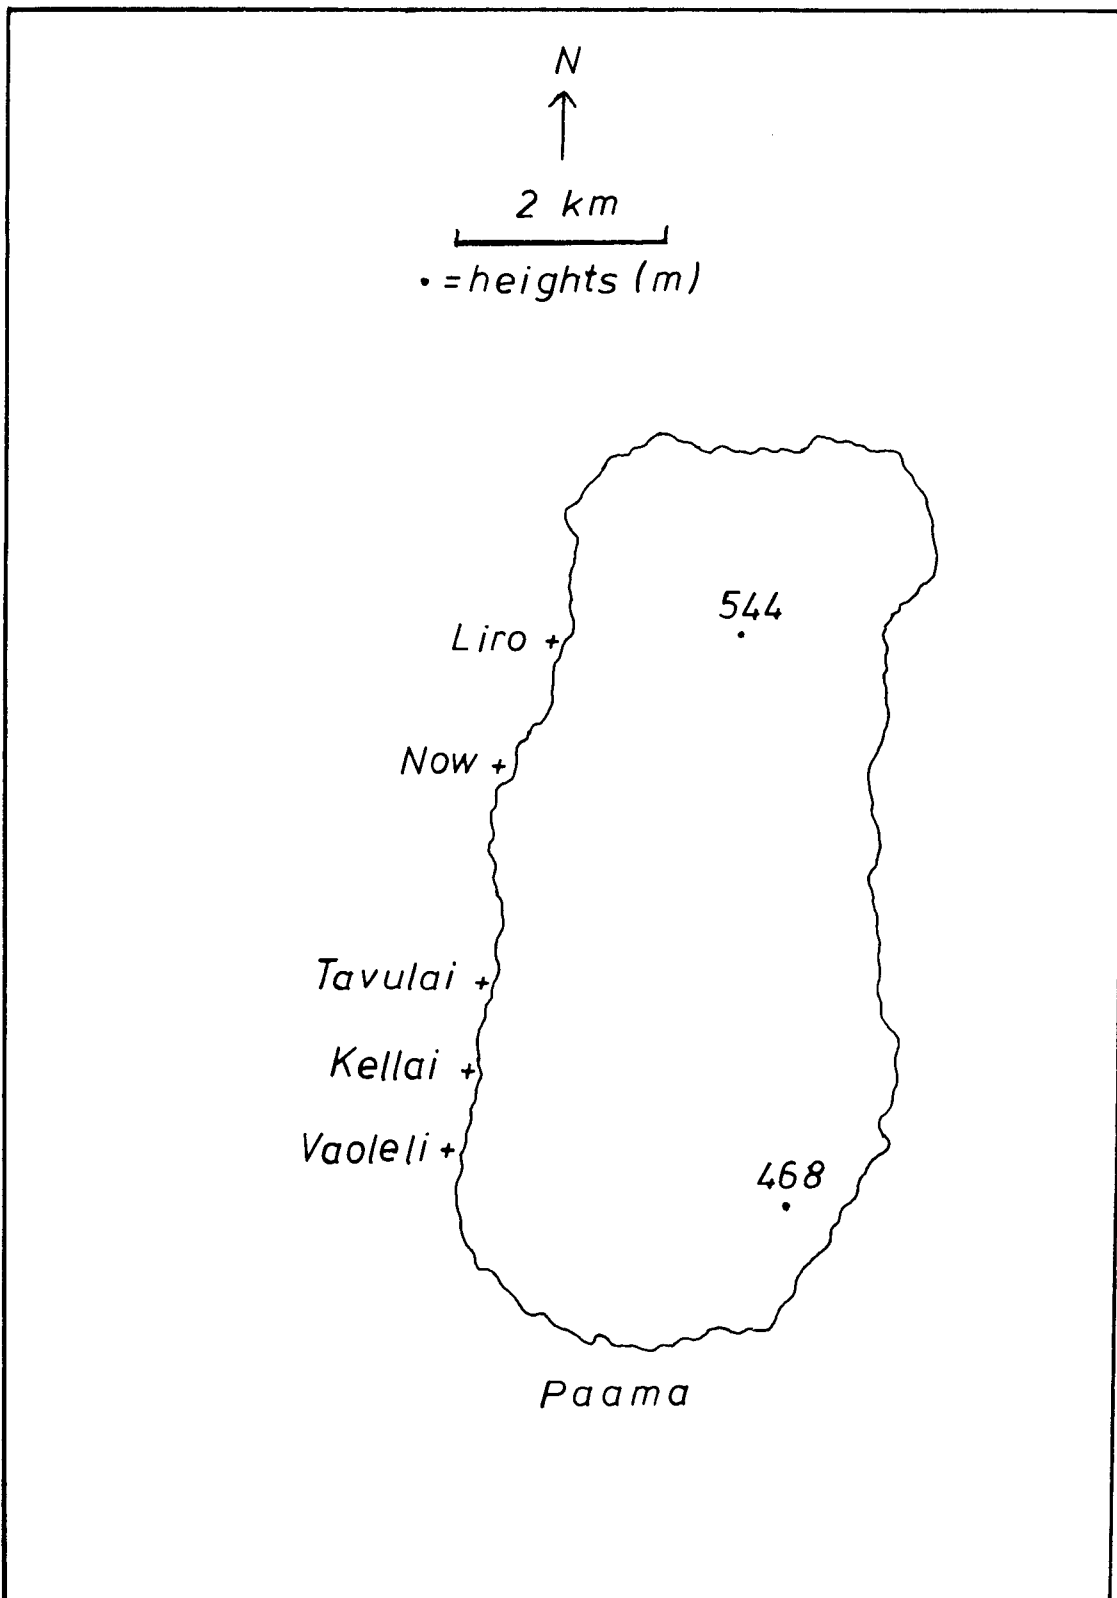 N
2 km
• = heights (m)
544
Liro +
Now +
Tavulai +
Kellai +
Vaoleli +
468
Paama